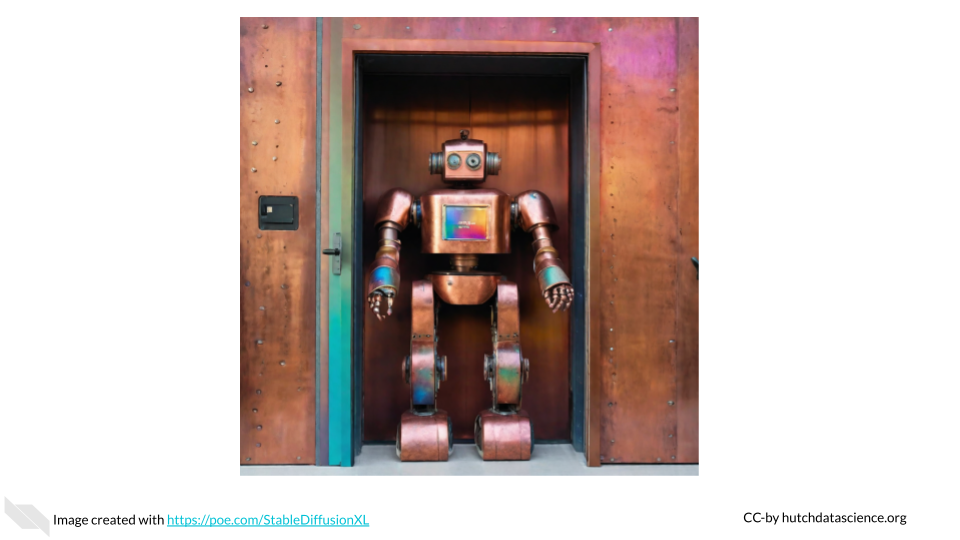 Image created with https://poe.com/StableDiffusionXL
CC-by hutchdatascience.org